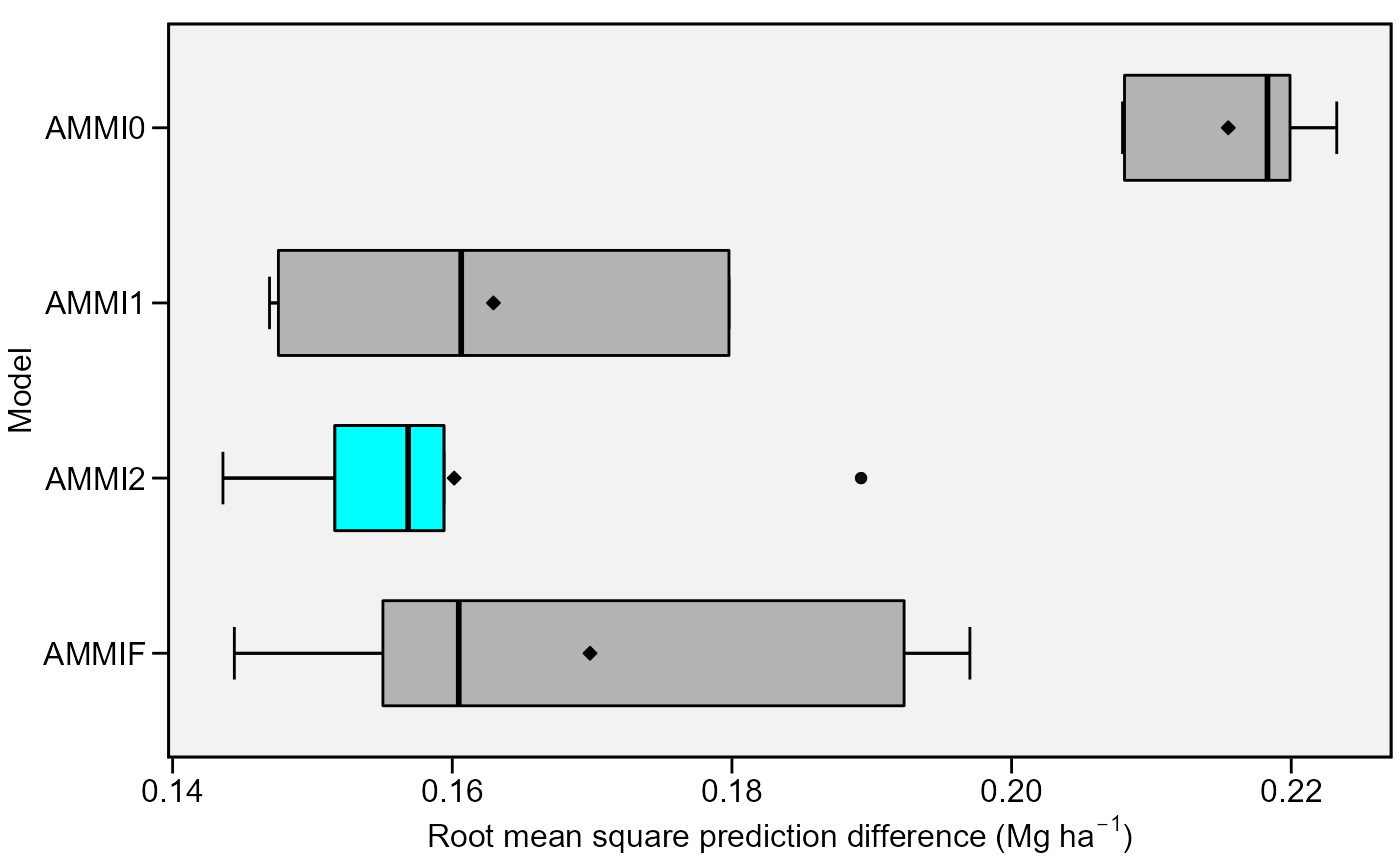 AMMI0
AMMI1
AMMI2
AMMIF
Model
0.14 0.16 0.18 0.20 0.22
Root mean square prediction difference (Mg ha⁻¹)